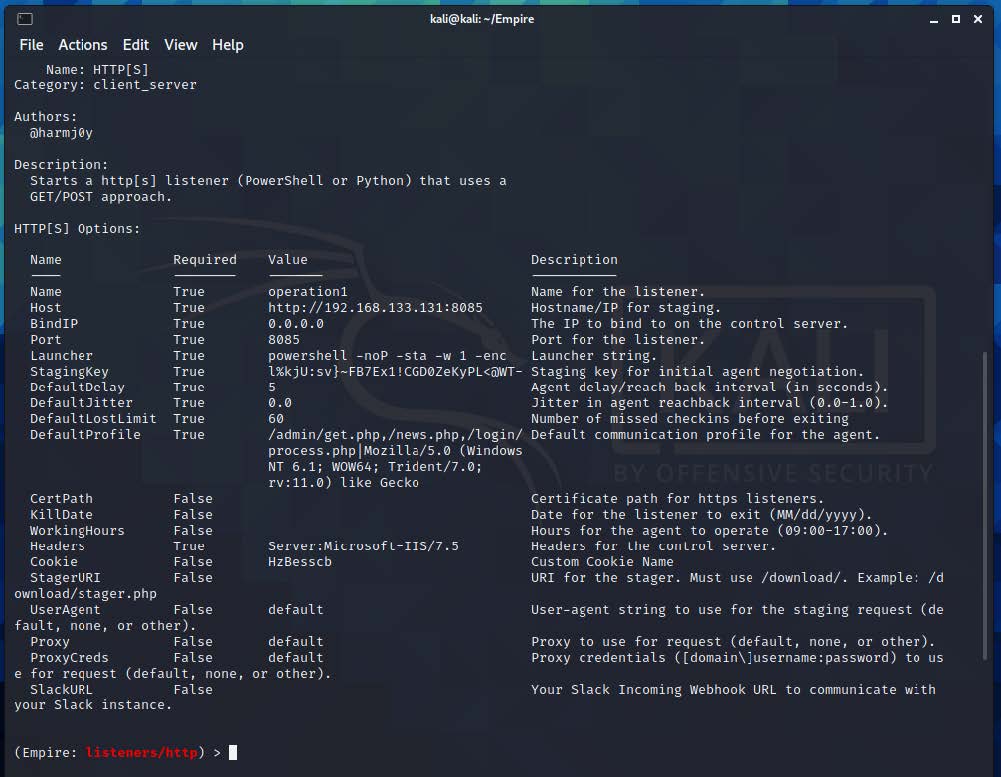 kali@kali: ~/Empire
File Actions Edit View Help
Name: HTTP[S]
Category: client_server
Authors:
@harmj0y
Description:
Starts a http[s] listener (PowerShell or Python) that uses a
GET/POST approach.
HTTP[S] Options:
Name Required Value Description
Name True operation1 Name for the listener.
Host True http://192.168.133.131:8085 Hostname/IP for staging.
BindIP True 0.0.0.0 The IP to bind to on the control server.
Port True 8085 Port for the listener.
Launcher True powershell -noP -sta -w 1 -enc Launcher string.
StagingKey True l%kjU:sv}~FB7Ex1!CGD0ZeKyPL<@WT- Staging key for initial agent negotiation.
DefaultDelay True 5 Agent delay/reach back interval (in seconds).
DefaultJitter True 0.0 Jitter in agent reachback interval (0.0-1.0).
DefaultLostLimit True 60 Number of missed checkins before exiting
DefaultProfile True /admin/get.php,/news.php,/login/ Default communication profile for the agent.
process.php|Mozilla/5.0 (Windows
NT 6.1; WOW64; Trident/7.0;
rv:11.0) like Gecko
CertPath False Certificate path for https listeners.
KillDate False Date for the listener to exit (MM/dd/yyyy).
WorkingHours False Hours for the agent to operate (09:00-17:00).
Headers True Server:Microsoft-IIS/7.5 Headers for the control server.
Cookie False HzBesscb Custom Cookie Name
StagerURI False URI for the stager. Must use /download/. Example: /d
ownload/stager.php
UserAgent False default User-agent string to use for the staging request (de
fault, none, or other).
Proxy False default Proxy to use for request (default, none, or other).
ProxyCreds False default Proxy credentials ([domain\]username:password) to us
e for request (default, none, or other).
SlackURL False Your Slack Incoming Webhook URL to communicate with
your Slack instance.
(Empire: listeners/http) >
KALI
BY OFFENSIVE SECURITY